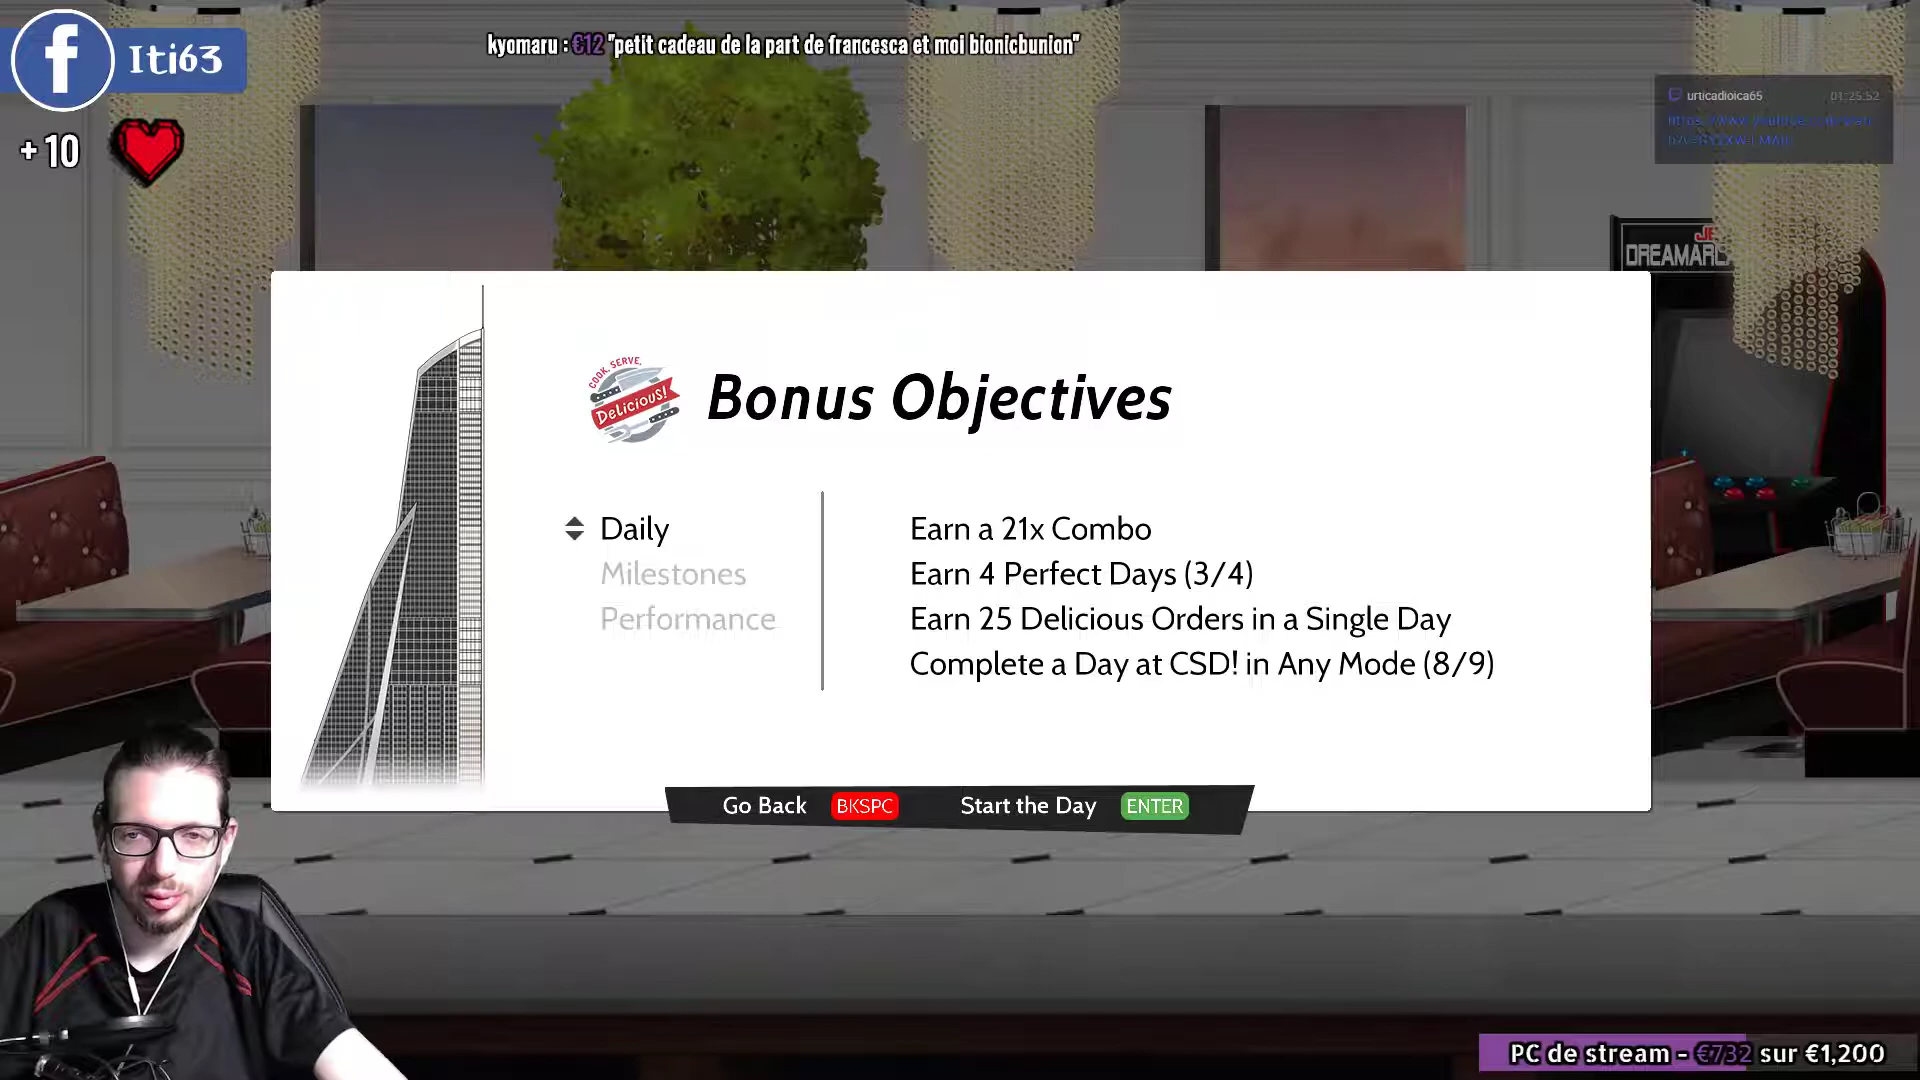 Iti63
kyomaru : €12 "petit cadeau de la part de francesca et moi bionicbunion"
+ 10
urticadioica65 01:25:52
DREAMARC
COOK, SERVE,
Delicious!
Bonus Objectives
Daily
Milestones
Performance
Earn a 21x Combo
Earn 4 Perfect Days (3/4)
Earn 25 Delicious Orders in a Single Day
Complete a Day at CSD! in Any Mode (8/9)
Go Back BKSPC Start the Day ENTER
PC de stream - €732 sur €1,200